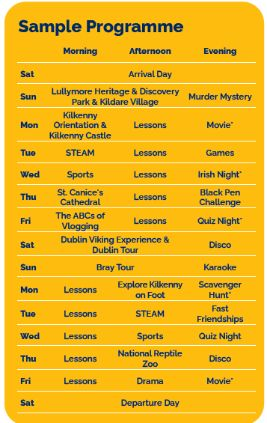 Sample Programme
Morning Afternoon Evening
Sat Arrival Day
Sun Lullymore Heritage & Discovery Park & Kildare Village Murder Mystery
Mon Kilkenny Orientation & Kilkenny Castle Lessons Movie*
Tue STEAM Lessons Games
Wed Sports Lessons Irish Night*
Thu St. Canice's Cathedral Lessons Black Pen Challenge
Fri The ABCs of Vlogging Lessons Quiz Night*
Sat Dublin Viking Experience & Dublin Tour Disco
Sun Bray Tour Karaoke
Mon Lessons Explore Kilkenny on Foot Scavenger Hunt*
Tue Lessons STEAM Fast Friendships
Wed Lessons Sports Quiz Night
Thu Lessons National Reptile Zoo Disco
Fri Lessons Drama Movie*
Sat Departure Day